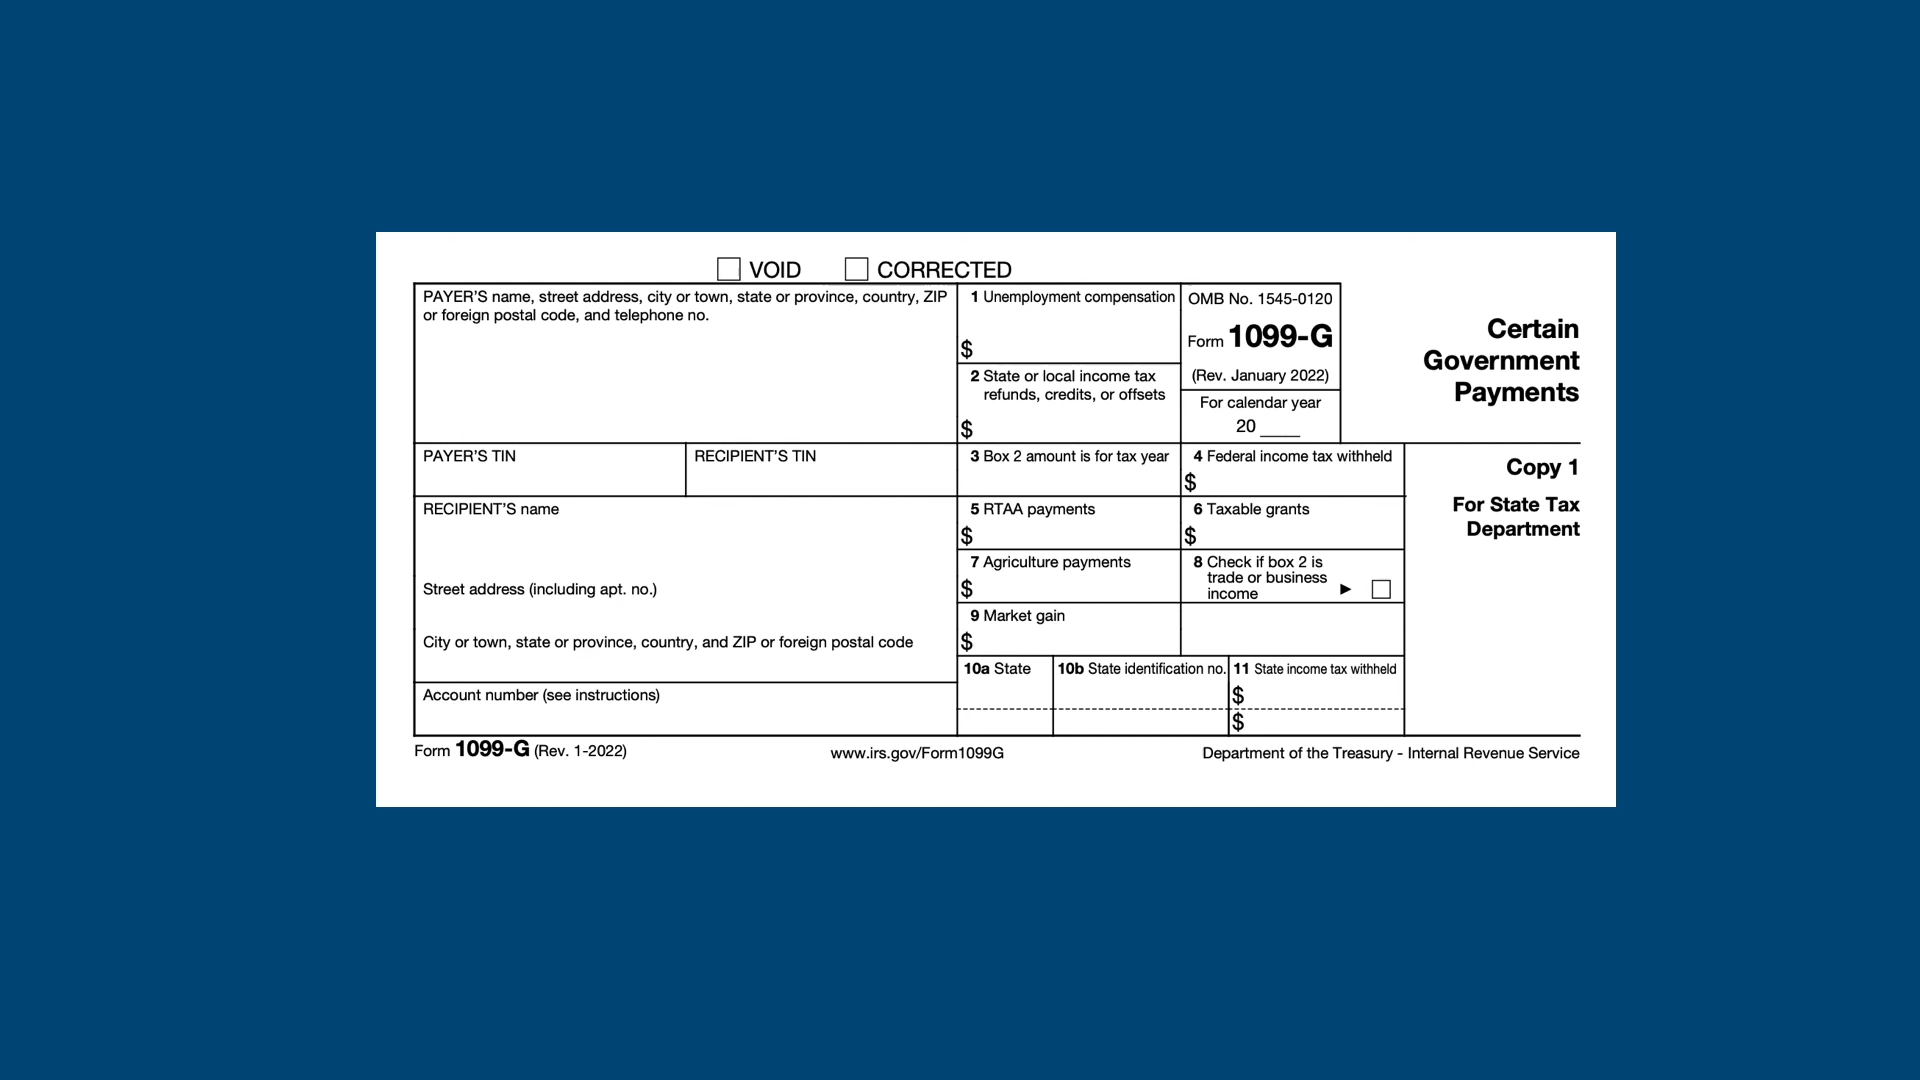 VOID CORRECTED
PAYER’S name, street address, city or town, state or province, country, ZIP
or foreign postal code, and telephone no.
1 Unemployment compensation
$
2 State or local income tax
refunds, credits, or offsets
$
OMB No. 1545-0120
Form 1099-G
(Rev. January 2022)
For calendar year
20 ____
Certain
Government
Payments
PAYER’S TIN
RECIPIENT’S TIN
3 Box 2 amount is for tax year
4 Federal income tax withheld
$
Copy 1
For State Tax
Department
RECIPIENT’S name
Street address (including apt. no.)
City or town, state or province, country, and ZIP or foreign postal code
5 RTAA payments
$
6 Taxable grants
$
7 Agriculture payments
$
8 Check if box 2 is
trade or business
income ►
9 Market gain
$
Account number (see instructions)
10a State
10b State identification no.
11 State income tax withheld
$
$
Form 1099-G (Rev. 1-2022)
www.irs.gov/Form1099G
Department of the Treasury - Internal Revenue Service